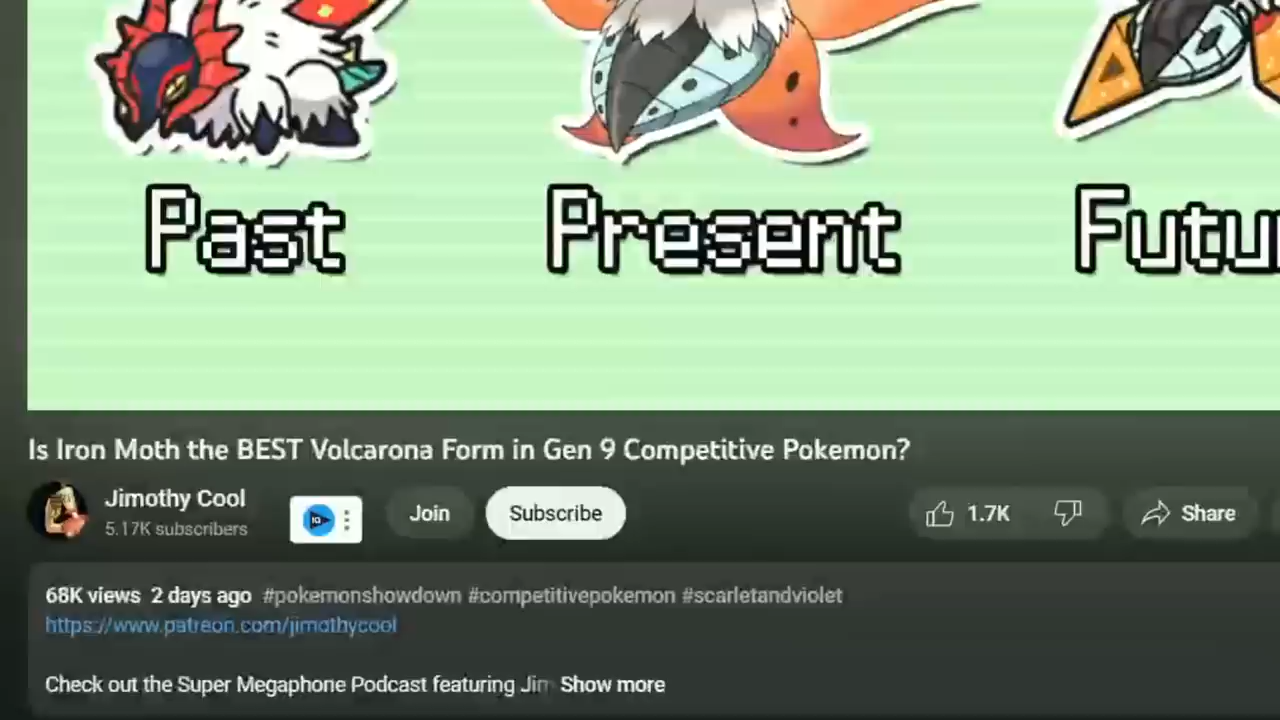 Past Present
Is Iron Moth the BEST Volcarona Form in Gen 9 Competitive Pokemon?
Jimothy Cool
5.17K subscribers
IQ
Join
Subscribe
1.7K
Share
68K views 2 days ago #pokemonshowdown #competitivepokemon #scarletandviolet
https://www.patreon.com/jimothycool
Check out the Super Megaphone Podcast featuring Jim Show more